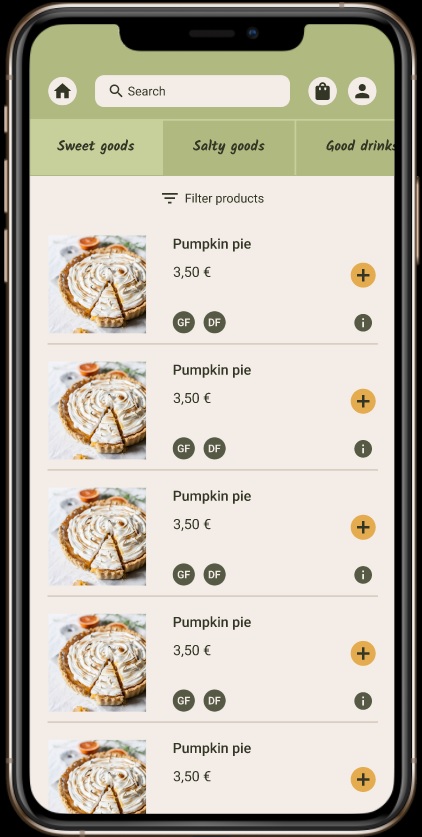 Search
Sweet goods
Salty goods
Good drinks
Filter products
Pumpkin pie
3,50 €
GF DF i
Pumpkin pie
3,50 €
GF DF i
Pumpkin pie
3,50 €
GF DF i
Pumpkin pie
3,50 €
GF DF i
Pumpkin pie
3,50 €